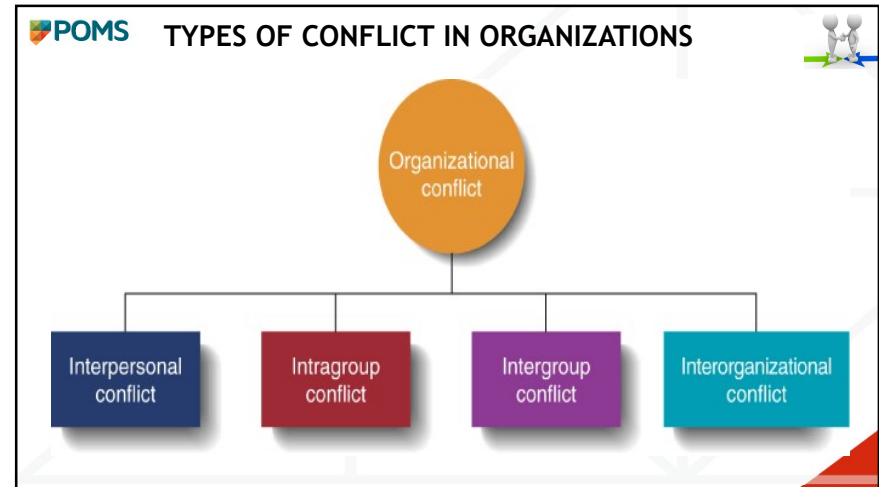 POMS
TYPES OF CONFLICT IN ORGANIZATIONS
Organizational
conflict
Interpersonal
conflict
Intragroup
conflict
Intergroup
conflict
Interorganizational
conflict